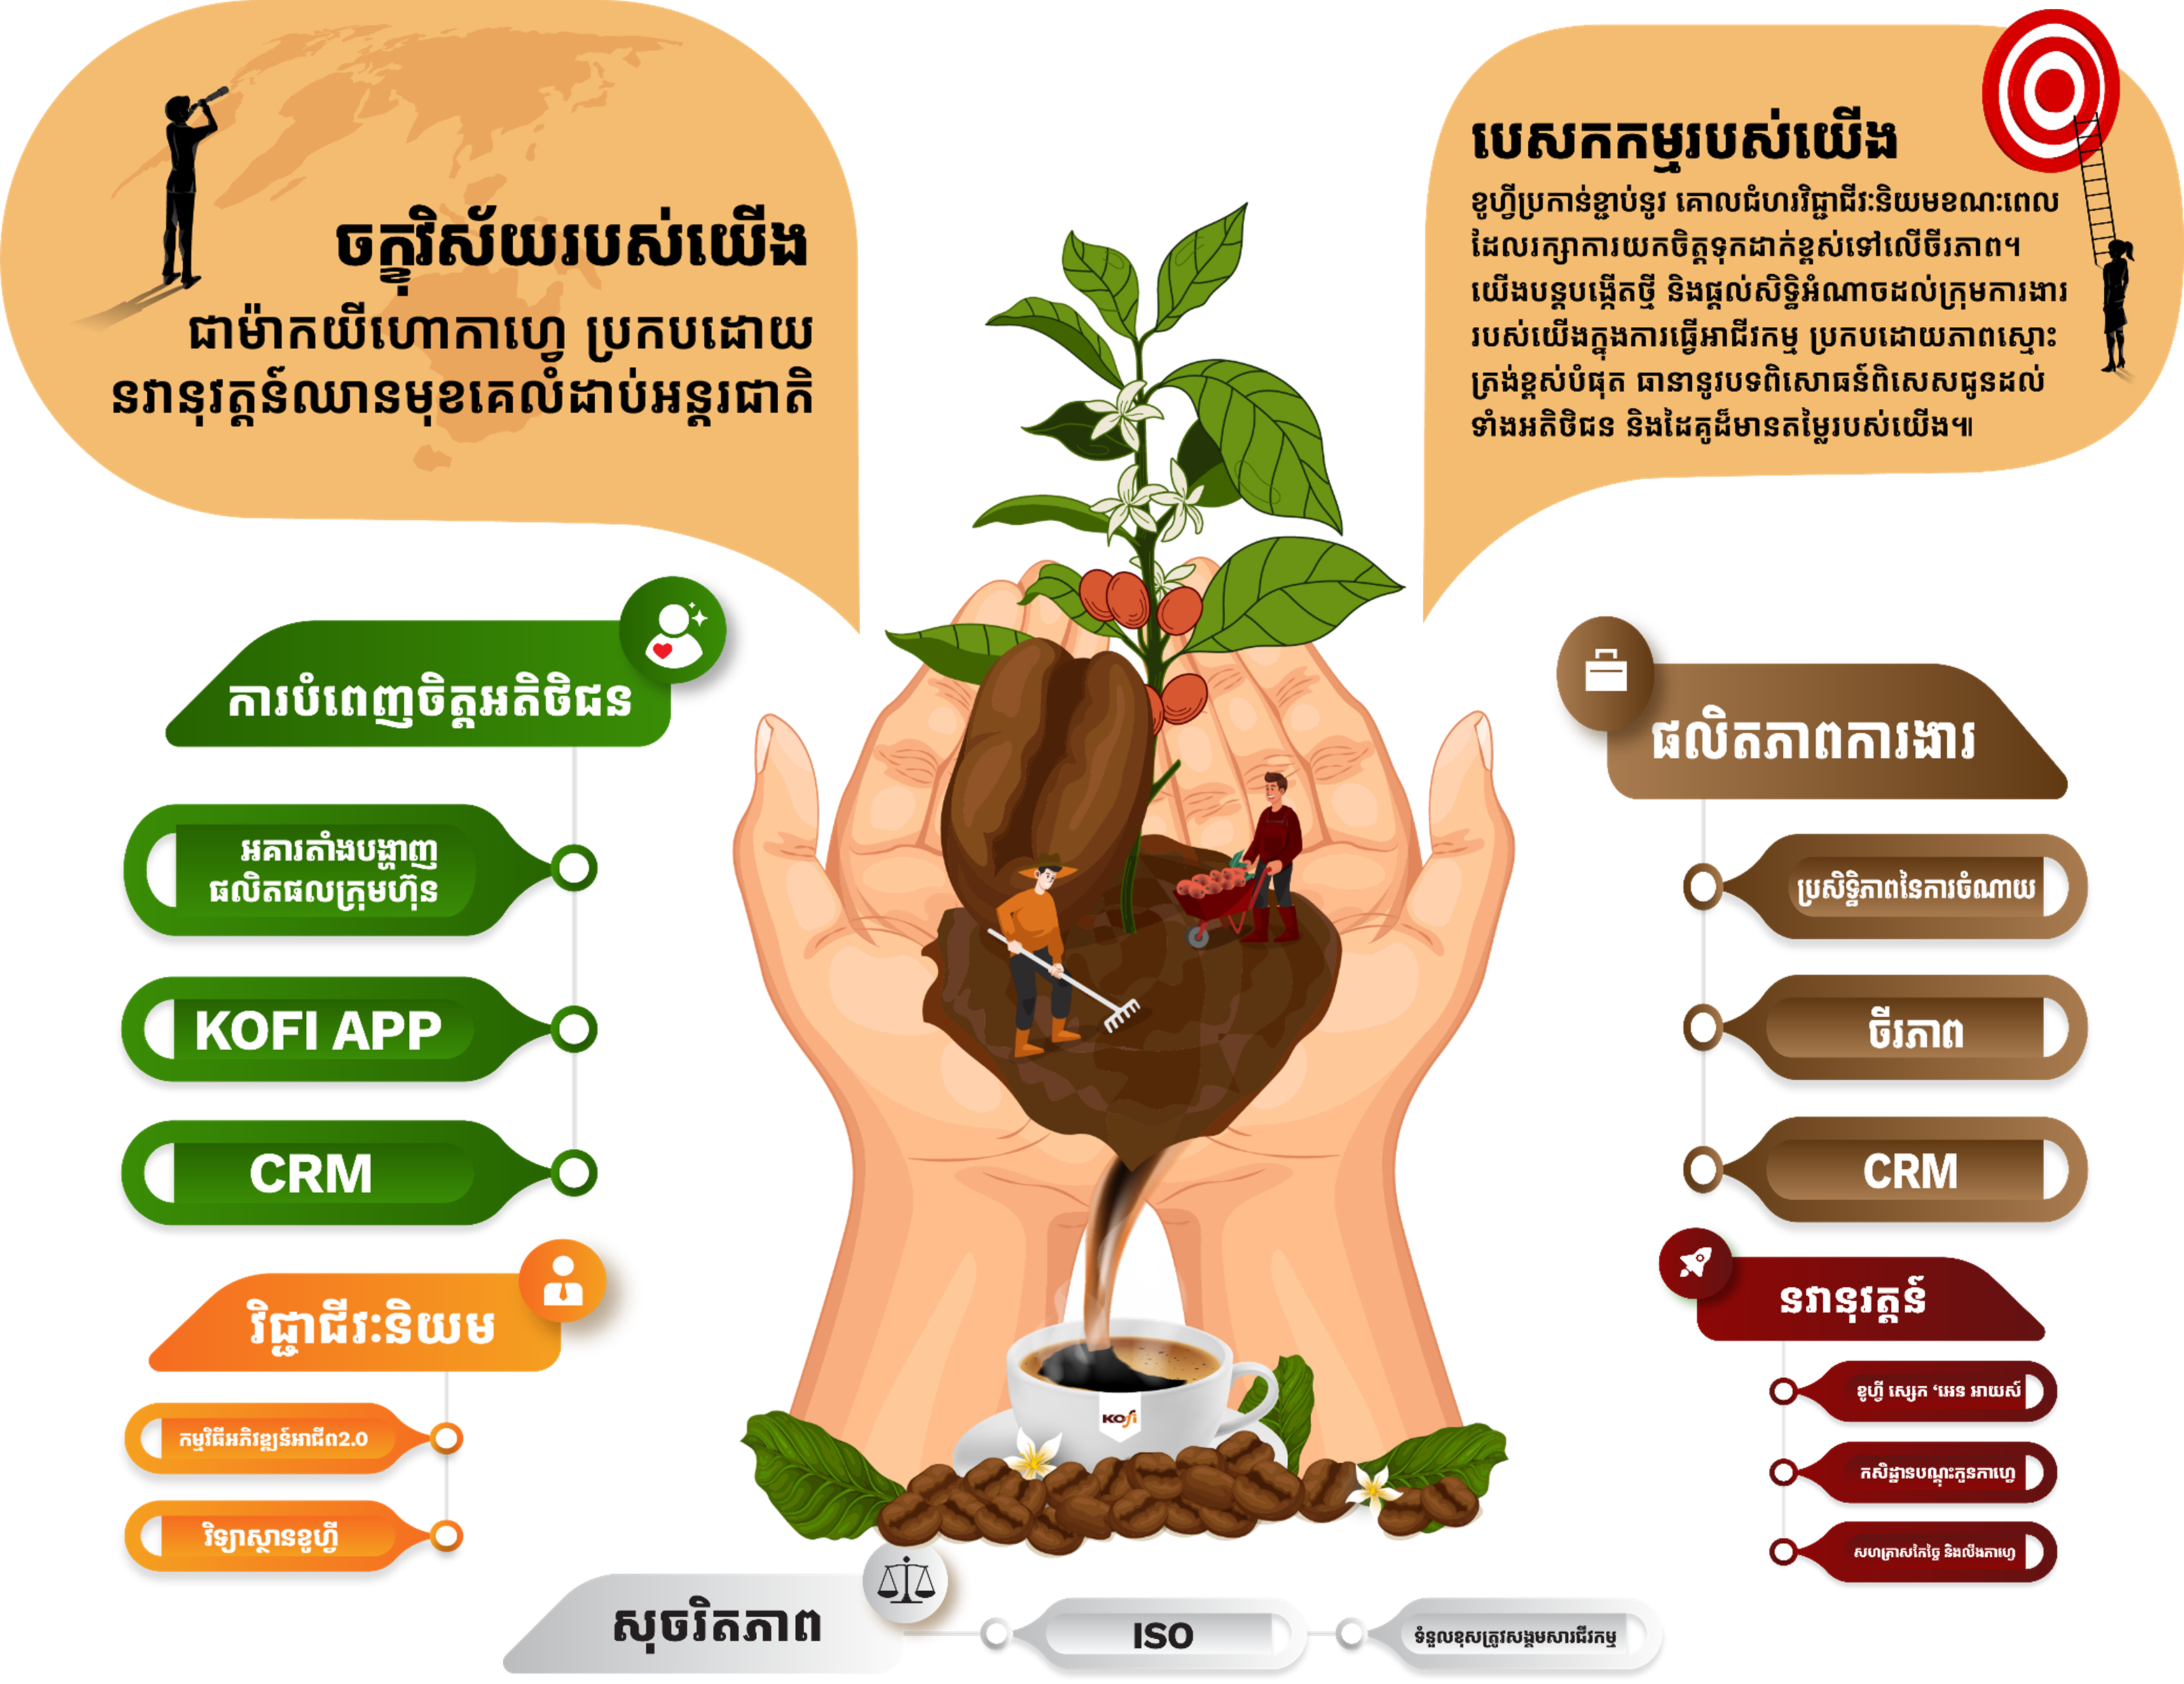 ចក្ខុវិស័យរបស់យើង
ជាម៉ាកយីហោកាហ្វេ ប្រកបដោយ
នវានុវត្តន៍ឈានមុខគេលំដាប់អន្តរជាតិ
បេសកកម្មរបស់យើង
ខូហ្វីប្រកាន់ខ្ជាប់នូវ គោលជំហរវិជ្ជាជីវៈនិយមខណៈពេល
ដែលរក្សាការយកចិត្តទុកដាក់ខ្ពស់ទៅលើចីរភាព។
យើងបន្តបង្កើតថ្មី និងផ្តល់សិទ្ធិអំណាចដល់ក្រុមការងារ
របស់យើងក្នុងការធ្វើអាជីវកម្ម ប្រកបដោយភាពស្មោះ
ត្រង់ខ្ពស់បំផុត ធានានូវបទពិសោធន៍ពិសេសជូនដល់
ទាំងអតិថិជន និងដៃគូដ៏មានតម្លៃរបស់យើង៕
ការបំពេញចិត្តអតិថិជន
អគារតាំងបង្ហាញ
ផលិតផលក្រុមហ៊ុន
KOFI APP
CRM
វិជ្ជាជីវៈនិយម
កម្មវិធីអភិវឌ្ឍន៍អាជីព2.0
វិទ្យាស្ថានខូហ្វី
ផលិតភាពការងារ
ប្រសិទ្ធិភាពនៃការចំណាយ
ចីរភាព
CRM
នវានុវត្តន៍
ខូហ្វី ស្សេក ‘អេន អាយស៍
កសិដ្ឋានបណ្តុះកូនកាហ្វេ
សហគ្រាសកែច្នៃ និងលីងកាហ្វេ
KOfi
សុចរិតភាព
ISO
ទំនួលខុសត្រូវសង្គមសារជីវកម្ម